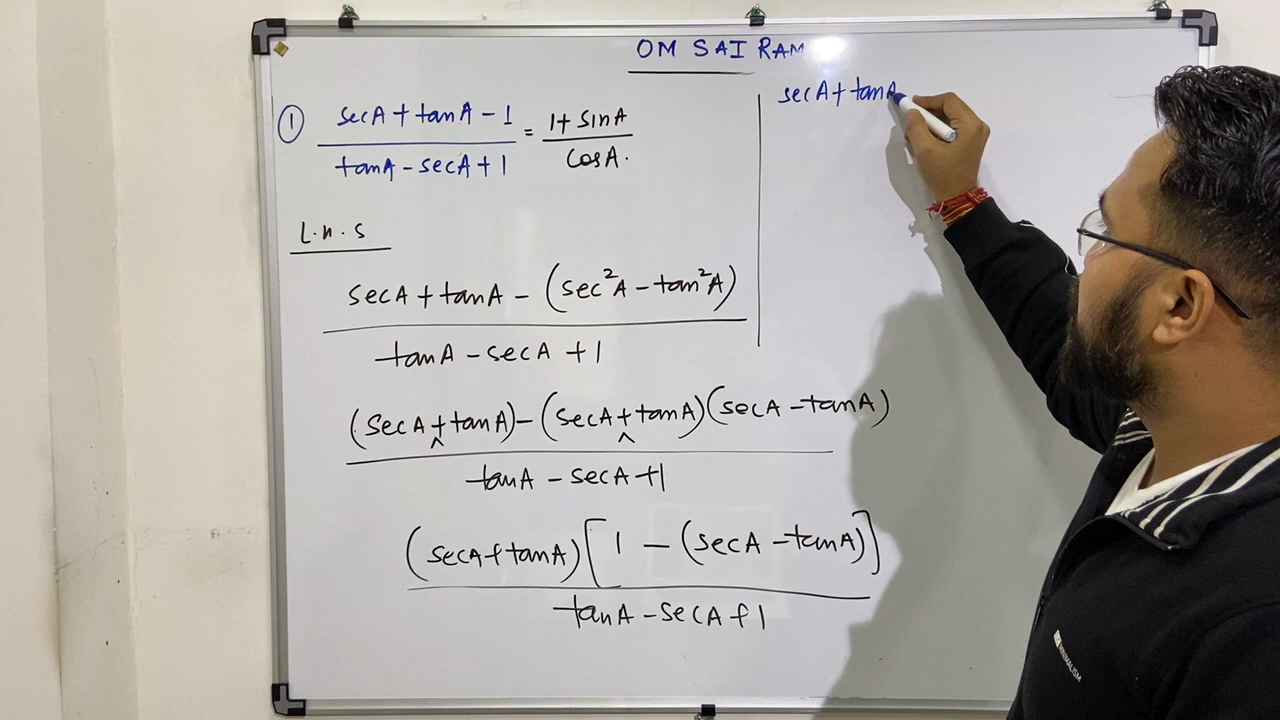 OM SAI RAM
① secA + tanA - 1 / tanA - secA + 1 = 1 + sinA / cosA.
L.H.S
secA + tanA - (sec²A - tan²A)
tanA - secA + 1
(secA + tanA) - (secA + tanA)(secA - tanA)
tanA - secA + 1
(secA + tanA)[1 - (secA - tanA)]
tanA - secA + 1
secA + tanA
MINIMALISM